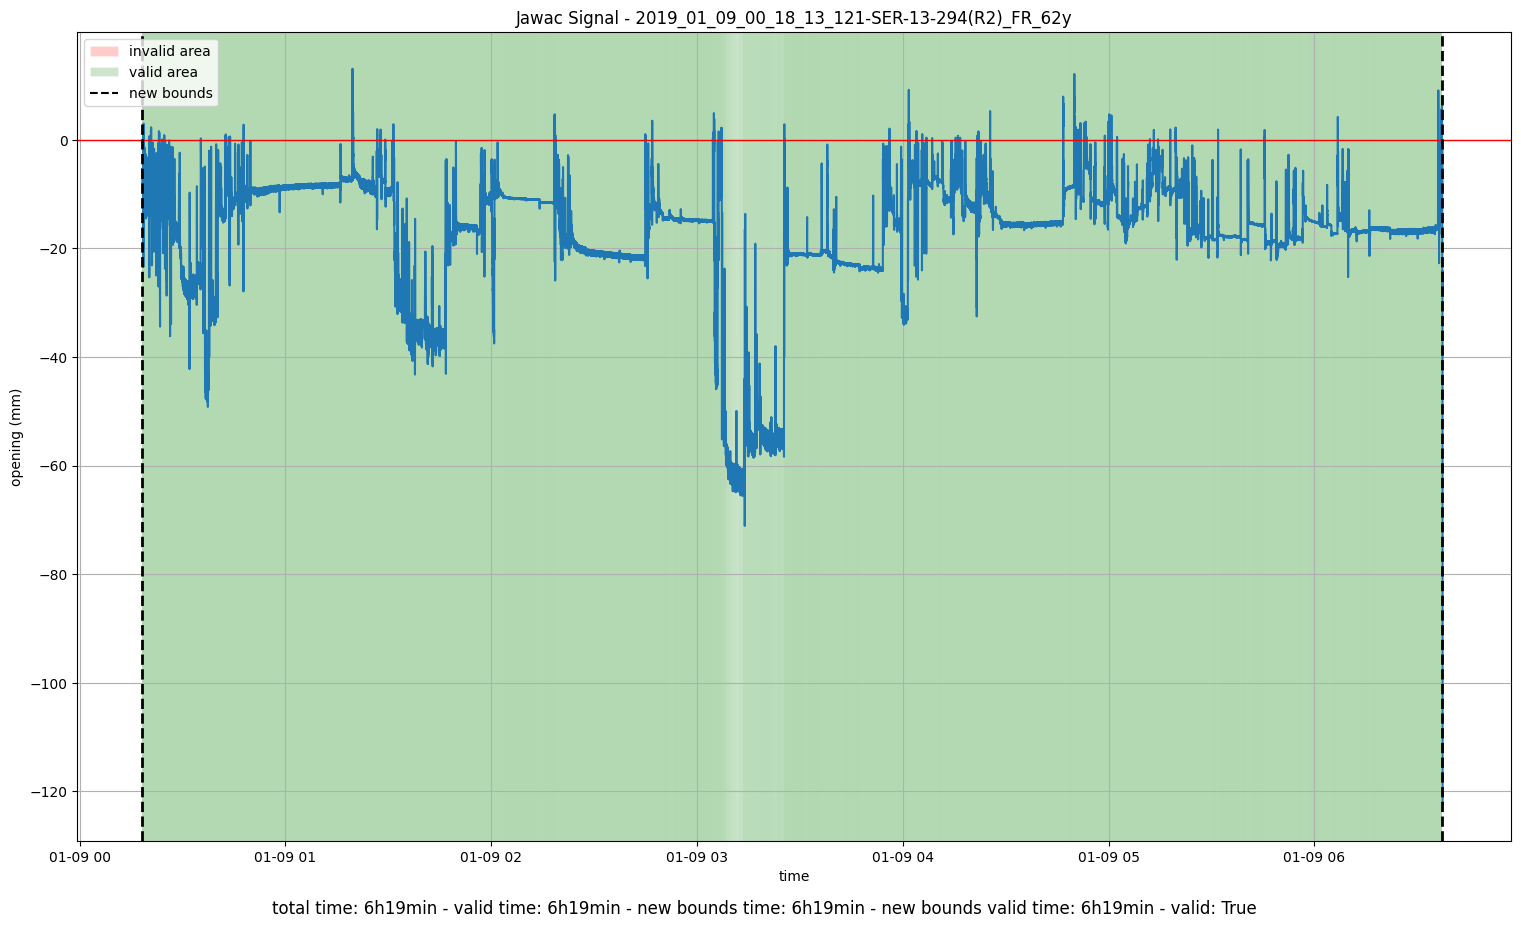 Jawac Signal - 2019_01_09_00_18_13_121-SER-13-294(R2)_FR_62y
invalid area
valid area
new bounds
0
−20
−40
−60
−80
−100
−120
opening (mm)
01-09 00
01-09 01
01-09 02
01-09 03
01-09 04
01-09 05
01-09 06
time
total time: 6h19min - valid time: 6h19min - new bounds time: 6h19min - new bounds valid time: 6h19min - valid: True